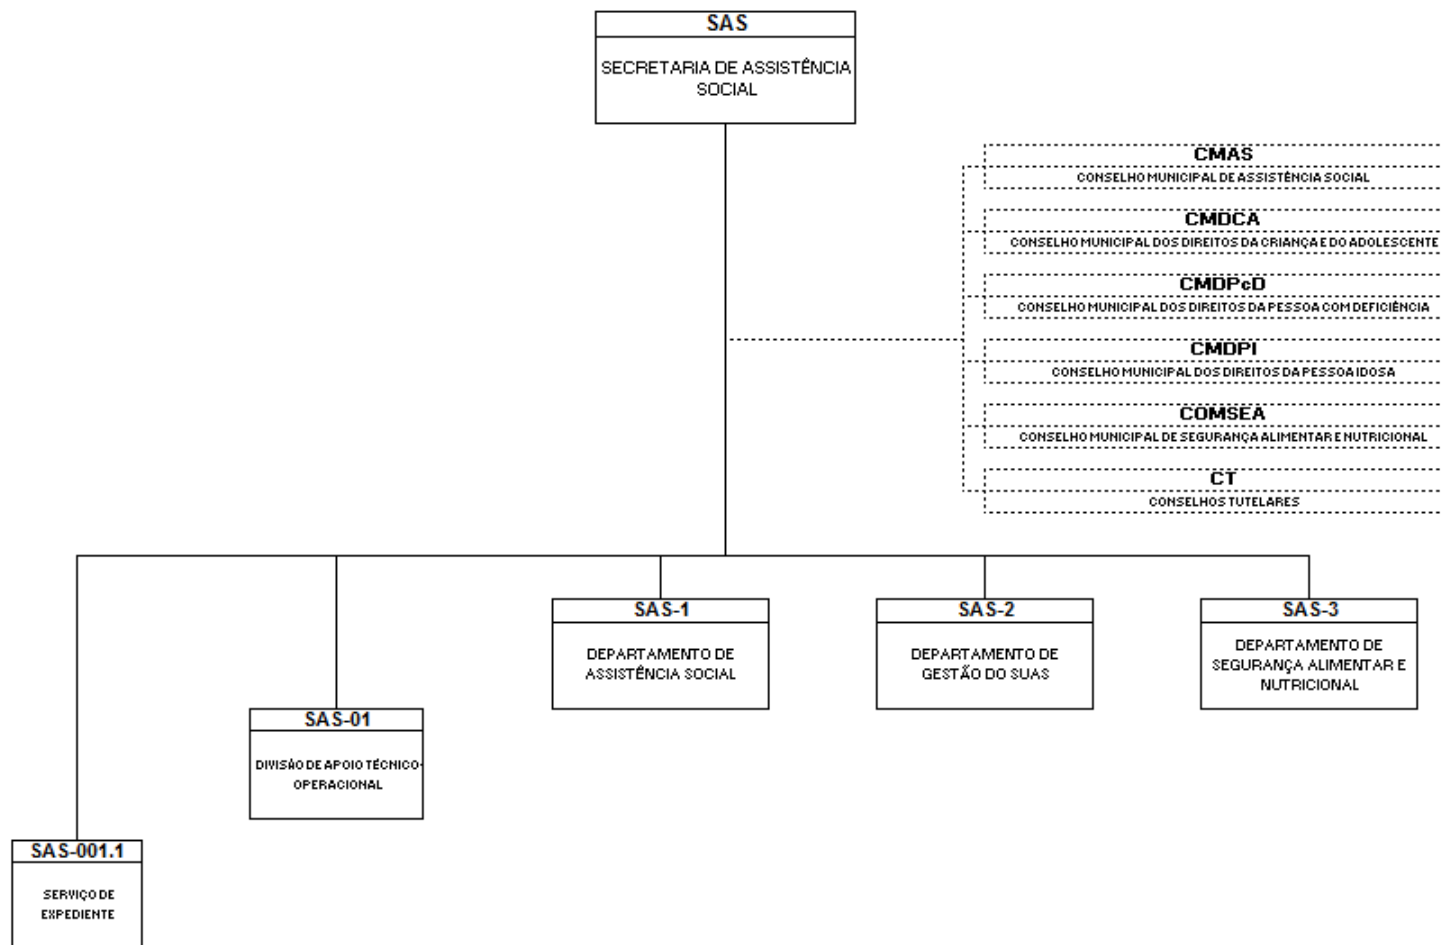 SAS
SECRETARIA DE ASSISTÊNCIA
SOCIAL
CMAS
CONSELHO MUNICIPAL DE ASSISTÊNCIA SOCIAL
CMDCA
CONSELHO MUNICIPAL DOS DIREITOS DA CRIANÇA E DO ADOLESCENTE
CMDPcD
CONSELHO MUNICIPAL DOS DIREITOS DA PESSOA COM DEFICIÊNCIA
CMDPI
CONSELHO MUNICIPAL DOS DIREITOS DA PESSOA IDOSA
COMSEA
CONSELHO MUNICIPAL DE SEGURANÇA ALIMENTAR E NUTRICIONAL
CT
CONSELHOS TUTELARES
SAS-1
DEPARTAMENTO DE
ASSISTÊNCIA SOCIAL
SAS-2
DEPARTAMENTO DE
GESTÃO DO SUAS
SAS-3
DEPARTAMENTO DE
SEGURANÇA ALIMENTAR E
NUTRICIONAL
SAS-01
DIVISÃO DE APOIO TÉCNICO-
OPERACIONAL
SAS-001.1
SERVIÇO DE
EXPEDIENTE